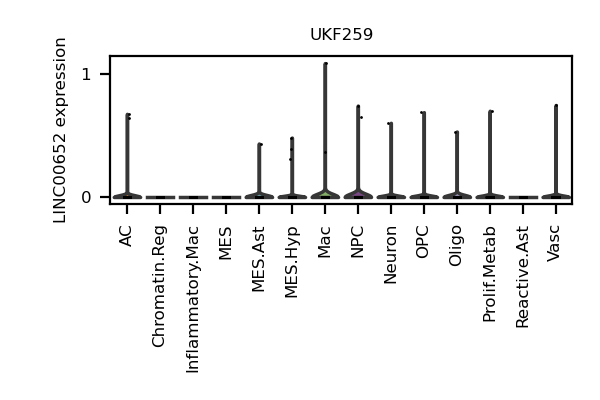 UKF259
LINC00652 expression
1
0
AC
Chromatin.Reg
Inflammatory.Mac
MES
MES.Ast
MES.Hyp
Mac
NPC
Neuron
OPC
Oligo
Prolif.Metab
Reactive.Ast
Vasc